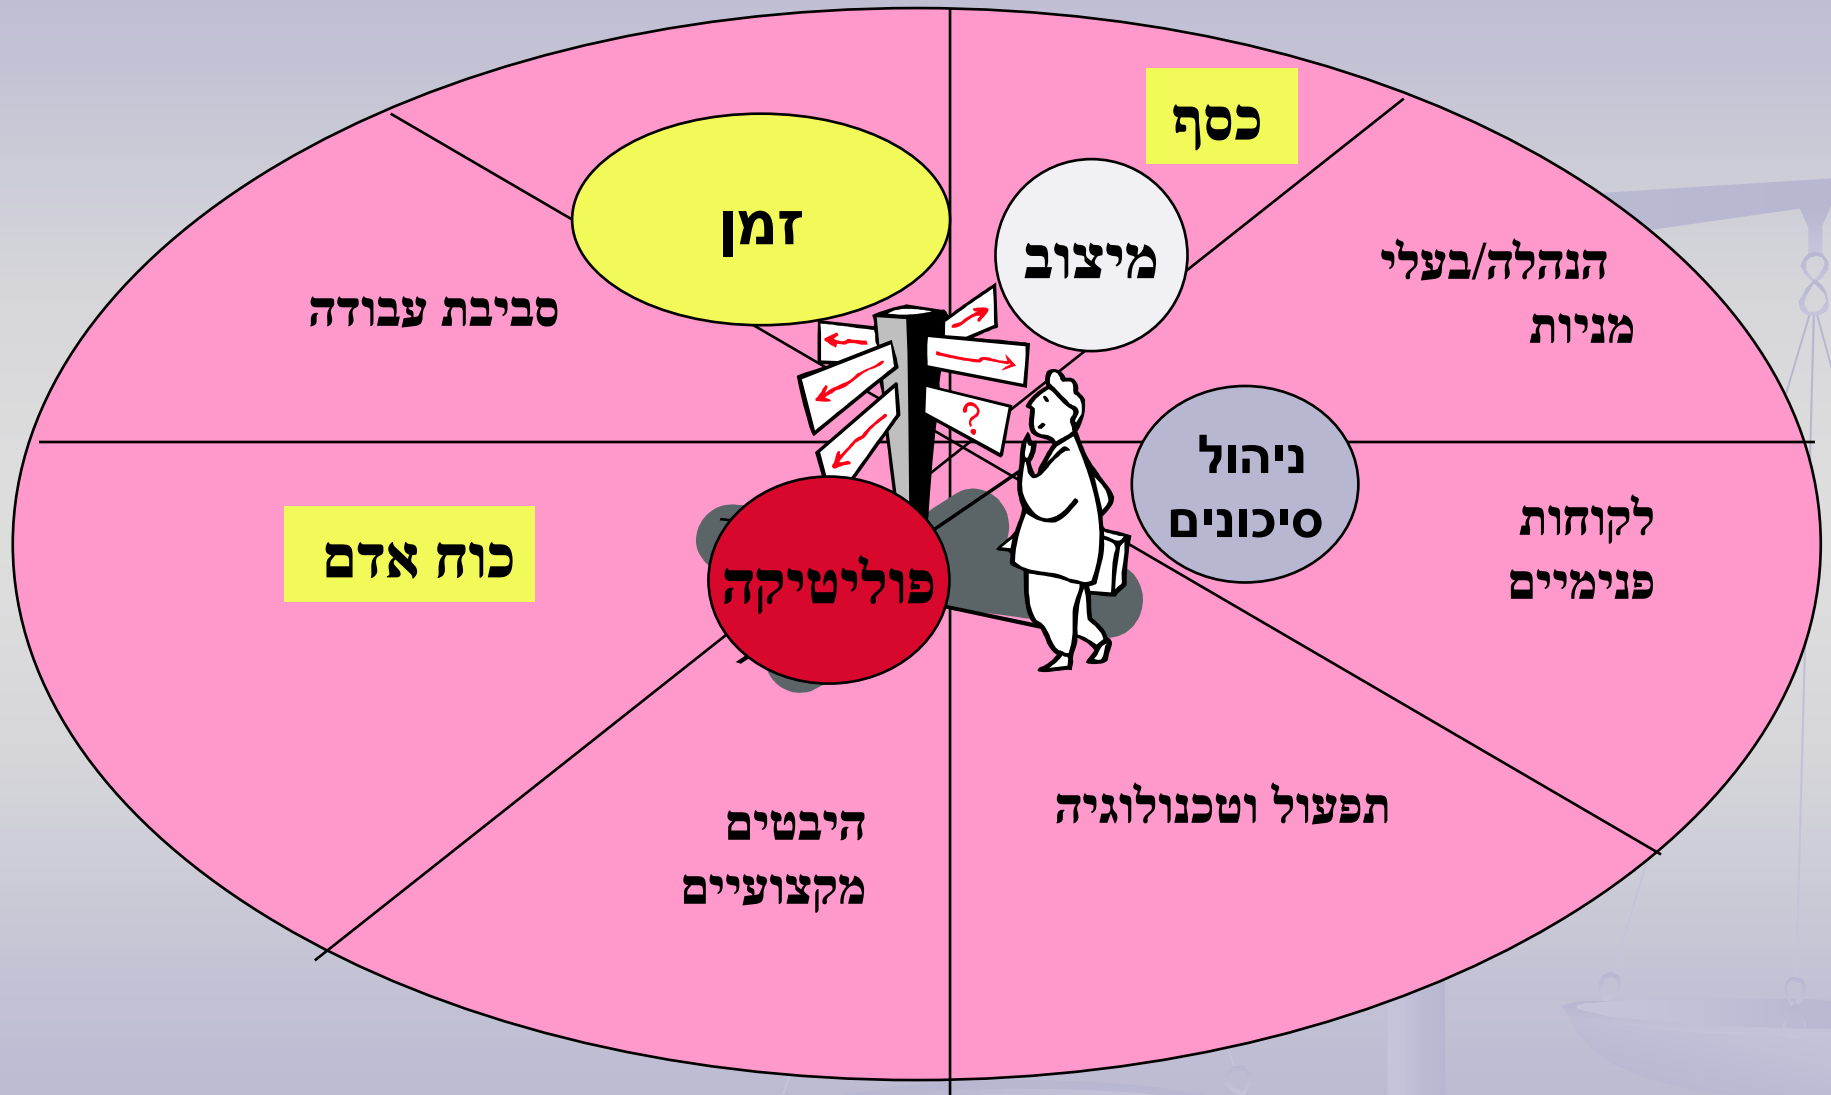 כסף
זמן
מיצוב
הנהלה/בעלי
מניות
סביבת עבודה
?
ניהול
סיכונים
לקוחות
פנימיים
כוח אדם
פוליטיקה
תפעול וטכנולוגיה
היבטים
מקצועיים